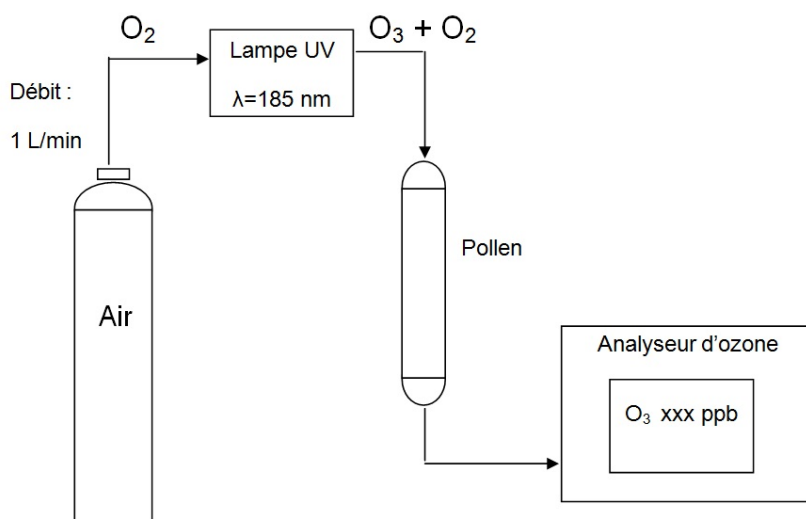 O₂
O₃ + O₂
Lampe UV
λ=185 nm
Débit :
1 L/min
Pollen
Air
Analyseur d’ozone
O₃ xxx ppb